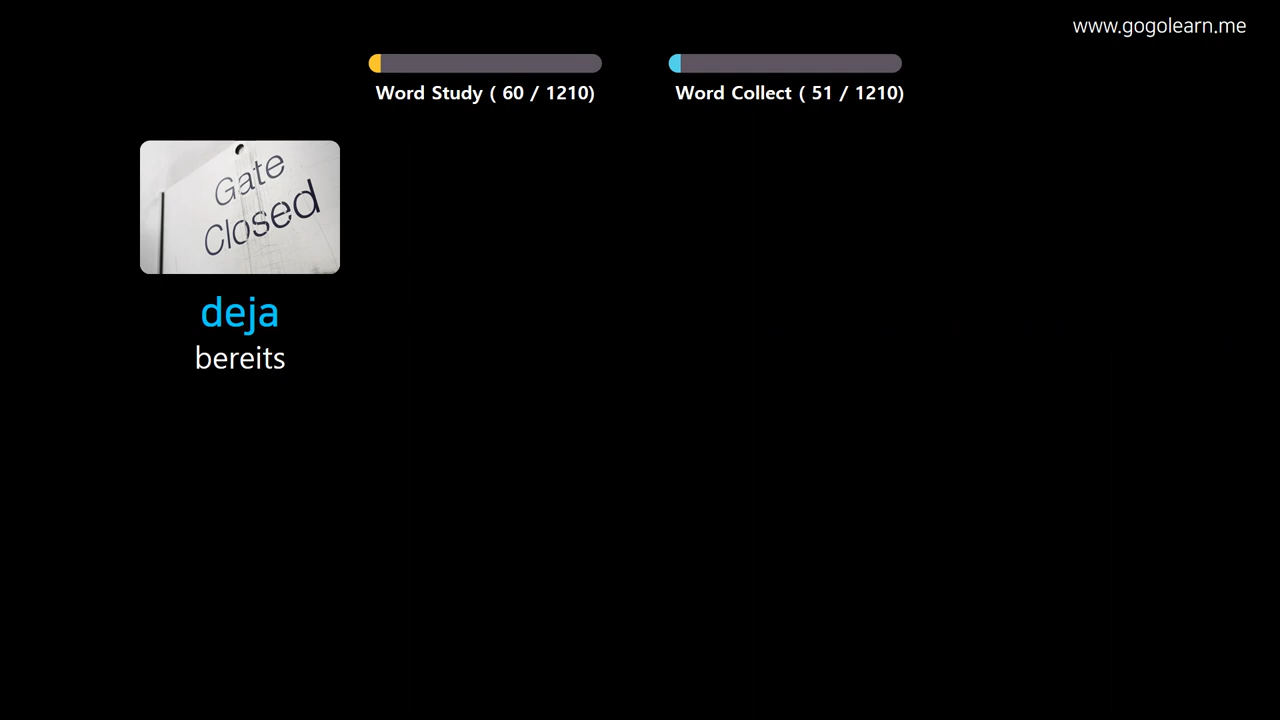 www.gogolearn.me
Word Study ( 60 / 1210)
Word Collect ( 51 / 1210)
Gate
Closed
deja
bereits